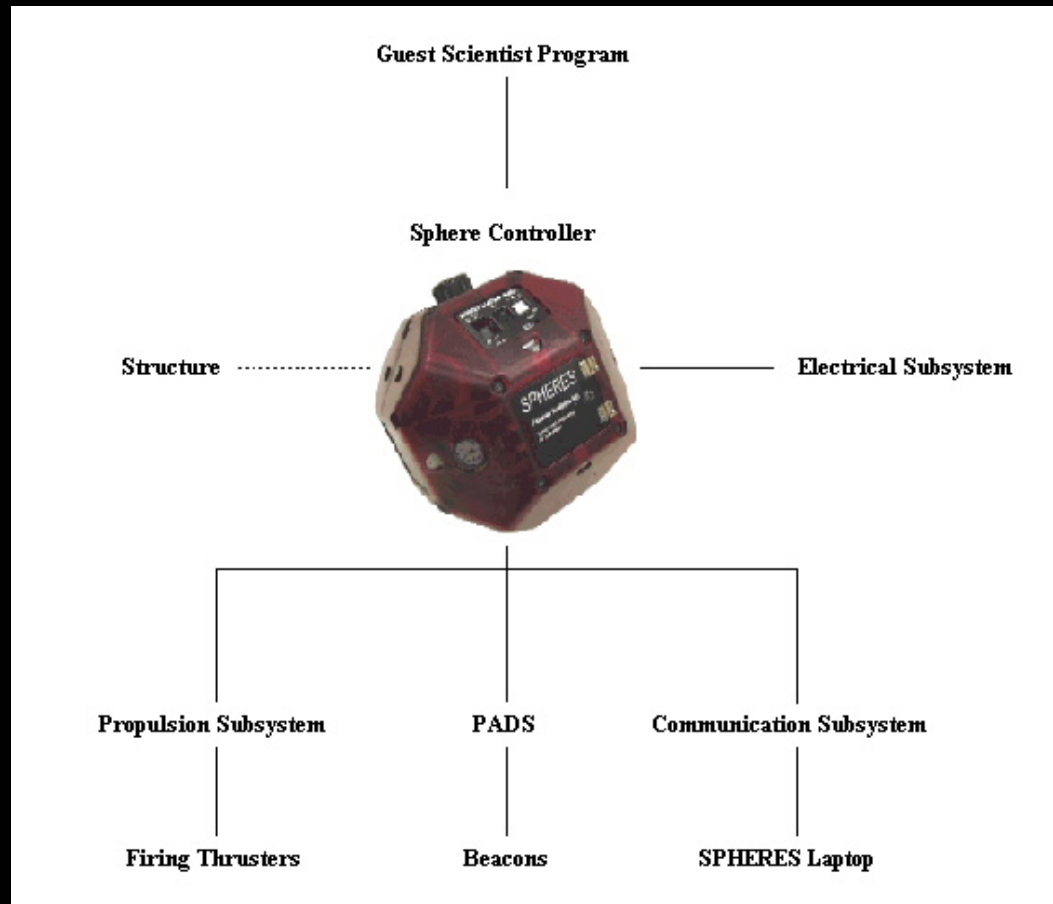 Guest Scientist Program
Sphere Controller
SPHERES
Structure
Electrical Subsystem
Propulsion Subsystem
PADS
Communication Subsystem
Firing Thrusters
Beacons
SPHERES Laptop